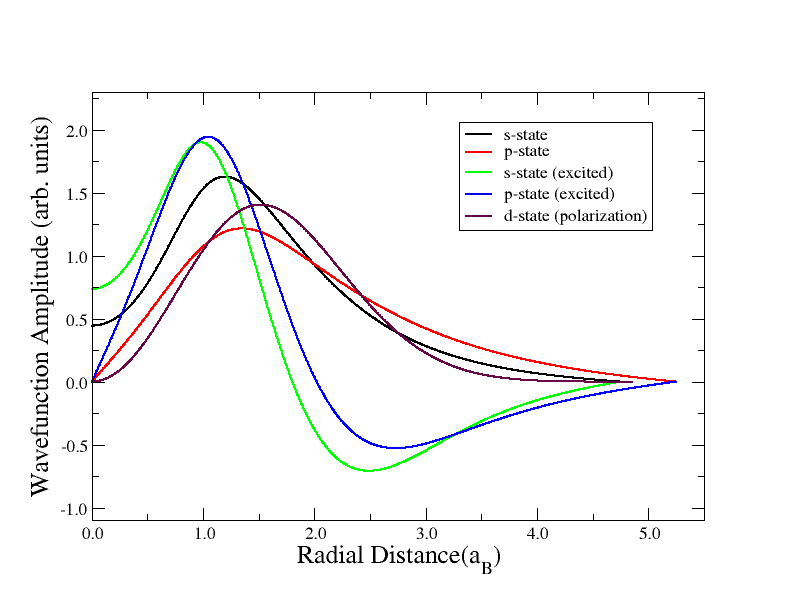 Wavefunction Amplitude (arb. units)
2.0
1.5
1.0
0.5
0.0
-0.5
-1.0
s-state
p-state
s-state (excited)
p-state (excited)
d-state (polarization)
0.0 1.0 2.0 3.0 4.0 5.0
Radial Distance(aB)